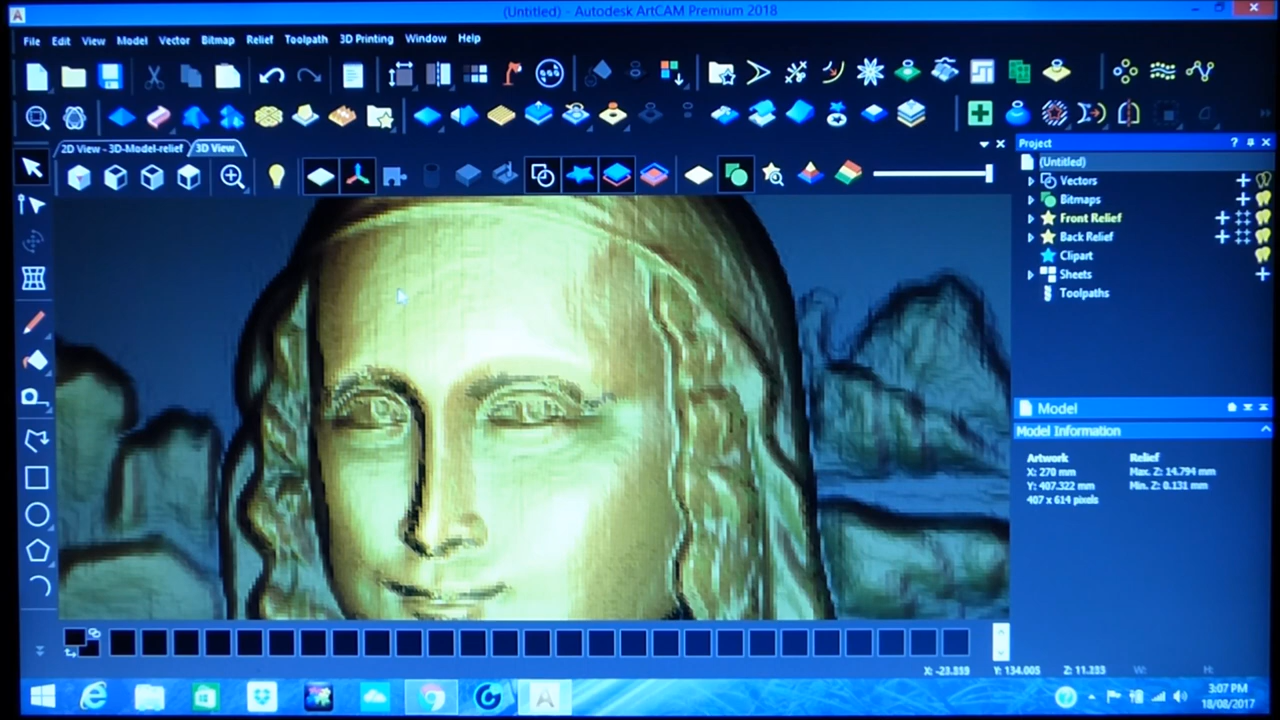 (Untitled) - Autodesk ArtCAM Premium 2018
File Edit View Model Vector Bitmap Relief Toolpath 3D Printing Window Help
2D View - 3D-Model-relief 3D View
Project
(Untitled)
Vectors
Bitmaps
Front Relief
Back Relief
Clipart
Sheets
Toolpaths
Model
Model Information
Artwork Relief
X: 270 mm Max. Z: 14.794 mm
Y: 407.322 mm Min. Z: 0.131 mm
407 x 614 pixels
Y: 134.005 W: H:
3:07 PM
18/08/2017